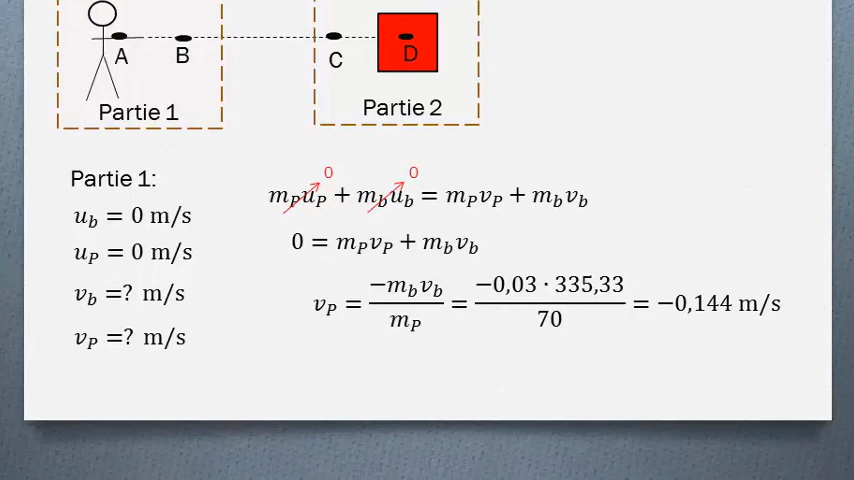 A B C D
Partie 1 Partie 2
Partie 1:
u_b = 0 m/s
u_P = 0 m/s
v_b =? m/s
v_P =? m/s
0 0
m_P u_P + m_b u_b = m_P v_P + m_b v_b
0 = m_P v_P + m_b v_b
v_P = −m_b v_b / m_P = −0,03 · 335,33 / 70 = −0,144 m/s